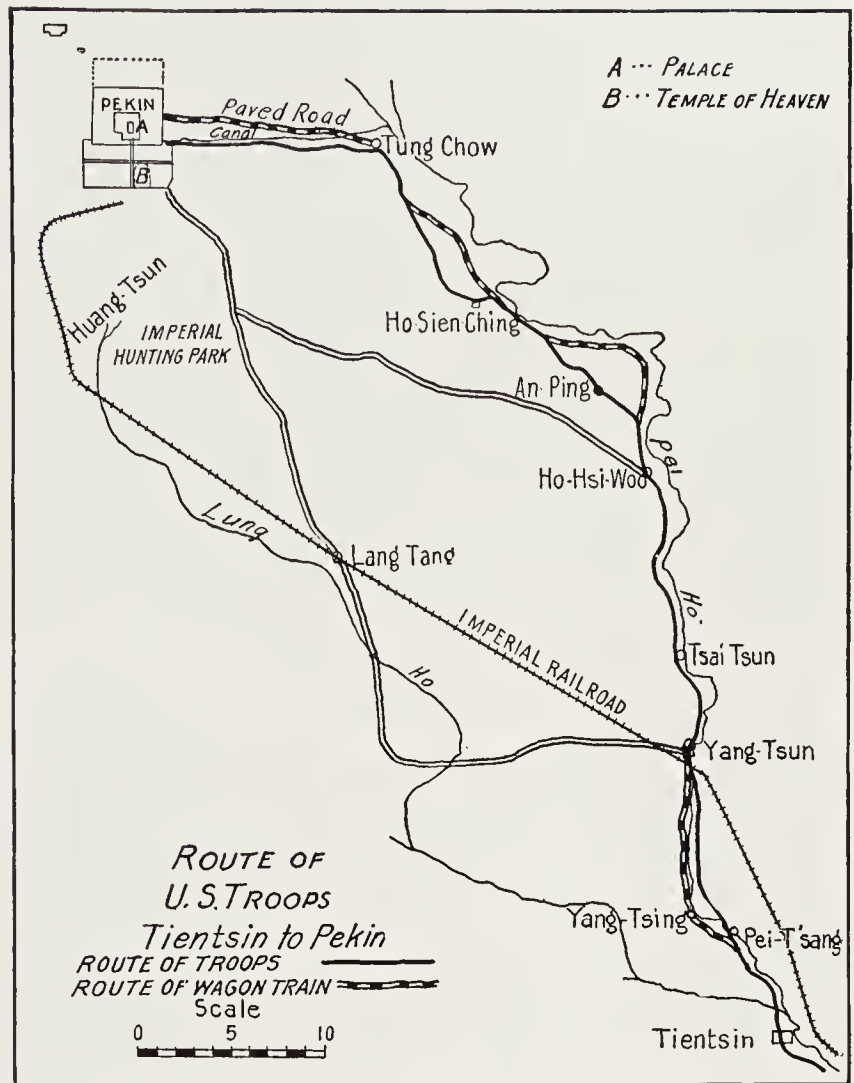 A ... PALACE
B ... TEMPLE OF HEAVEN
PEKIN
A
B
Paved Road
Canal
Tung Chow
Huang-Tsun
IMPERIAL
HUNTING PARK
Ho-Sien-Ching
An-Ping
Pei
Ho-Hsi-Woo
Lung
Lang Tang
Ho
IMPERIAL RAILROAD
Ho
Tsai Tsun
Yang-Tsun
ROUTE OF
U.S. TROOPS
Tientsin to Pekin
ROUTE OF TROOPS
ROUTE OF WAGON TRAIN
Scale
0 5 10
Yang-Tsing
Pei-T'sang
Tientsin